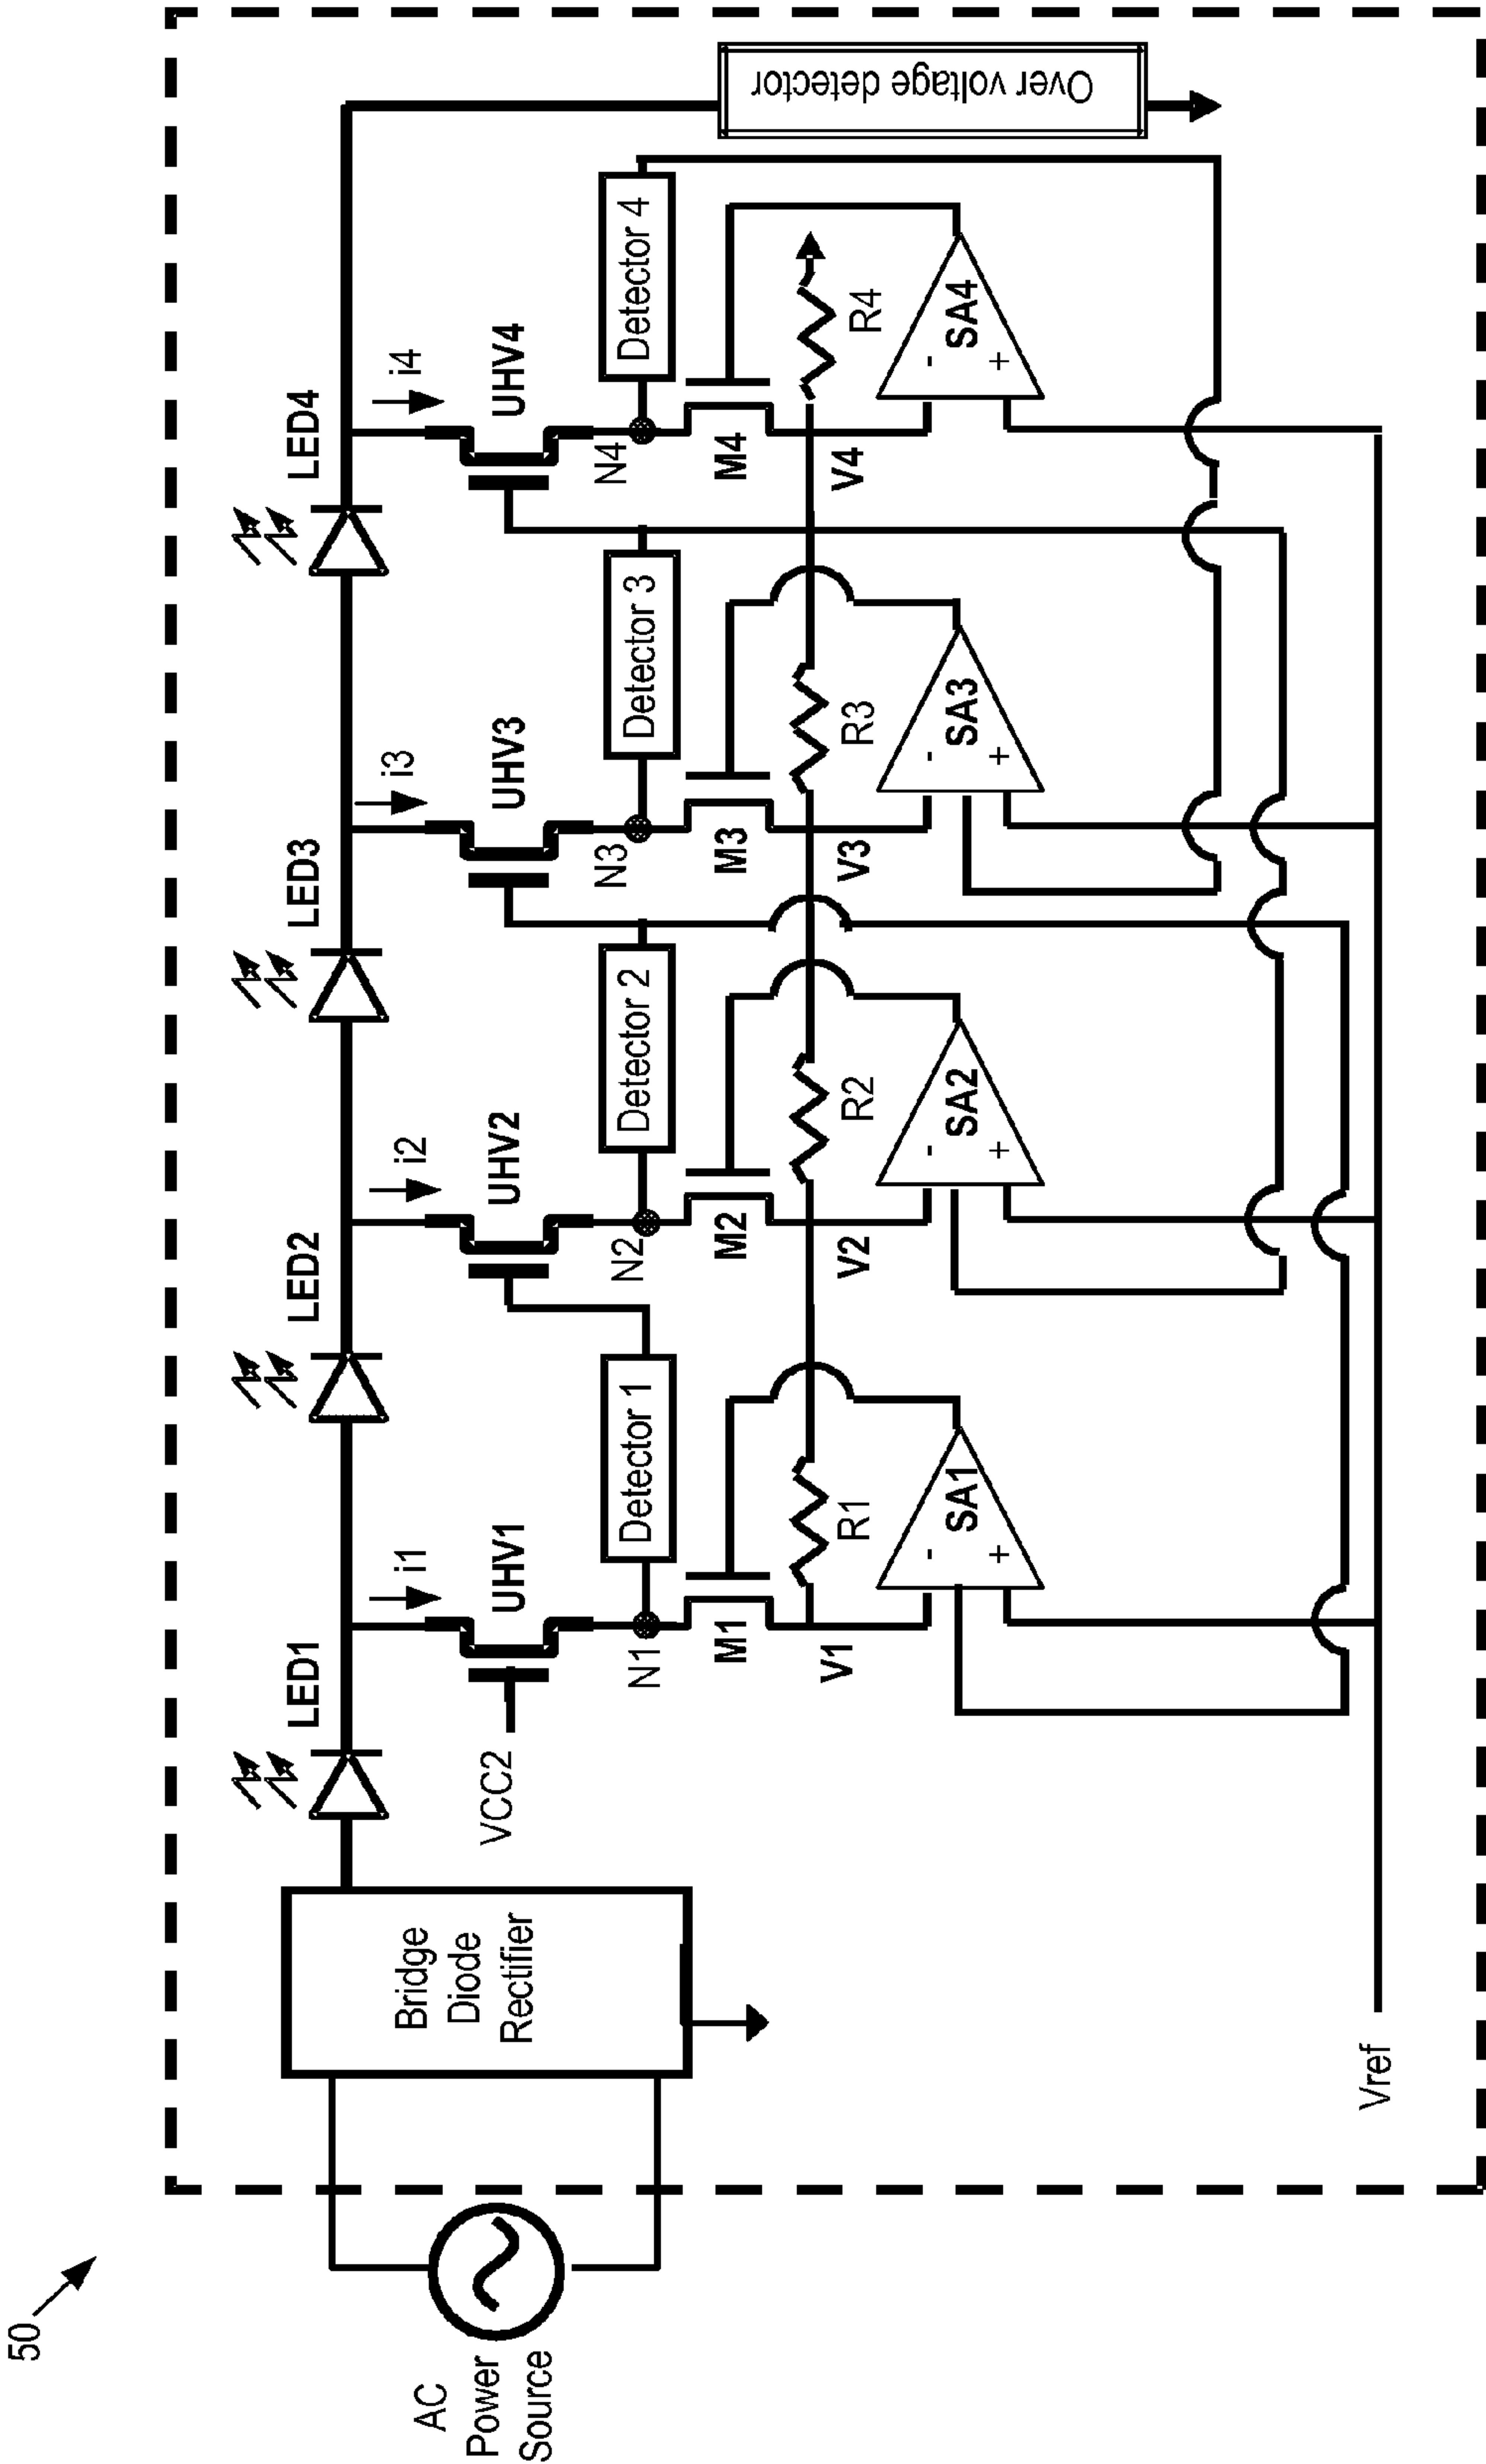 50
AC
Power
Source
Bridge
Diode
Rectifier
LED1
LED2
LED3
LED4
i1
i2
i3
i4
VCC2
UHV1
UHV2
UHV3
UHV4
N1
Detector 1
N2
Detector 2
N3
Detector 3
N4
Detector 4
Over voltage detector
M1
M2
M3
M4
V1
R1
V2
R2
V3
R3
V4
R4
-
SA1
+
-
SA2
+
-
SA3
+
-
SA4
+
Vref